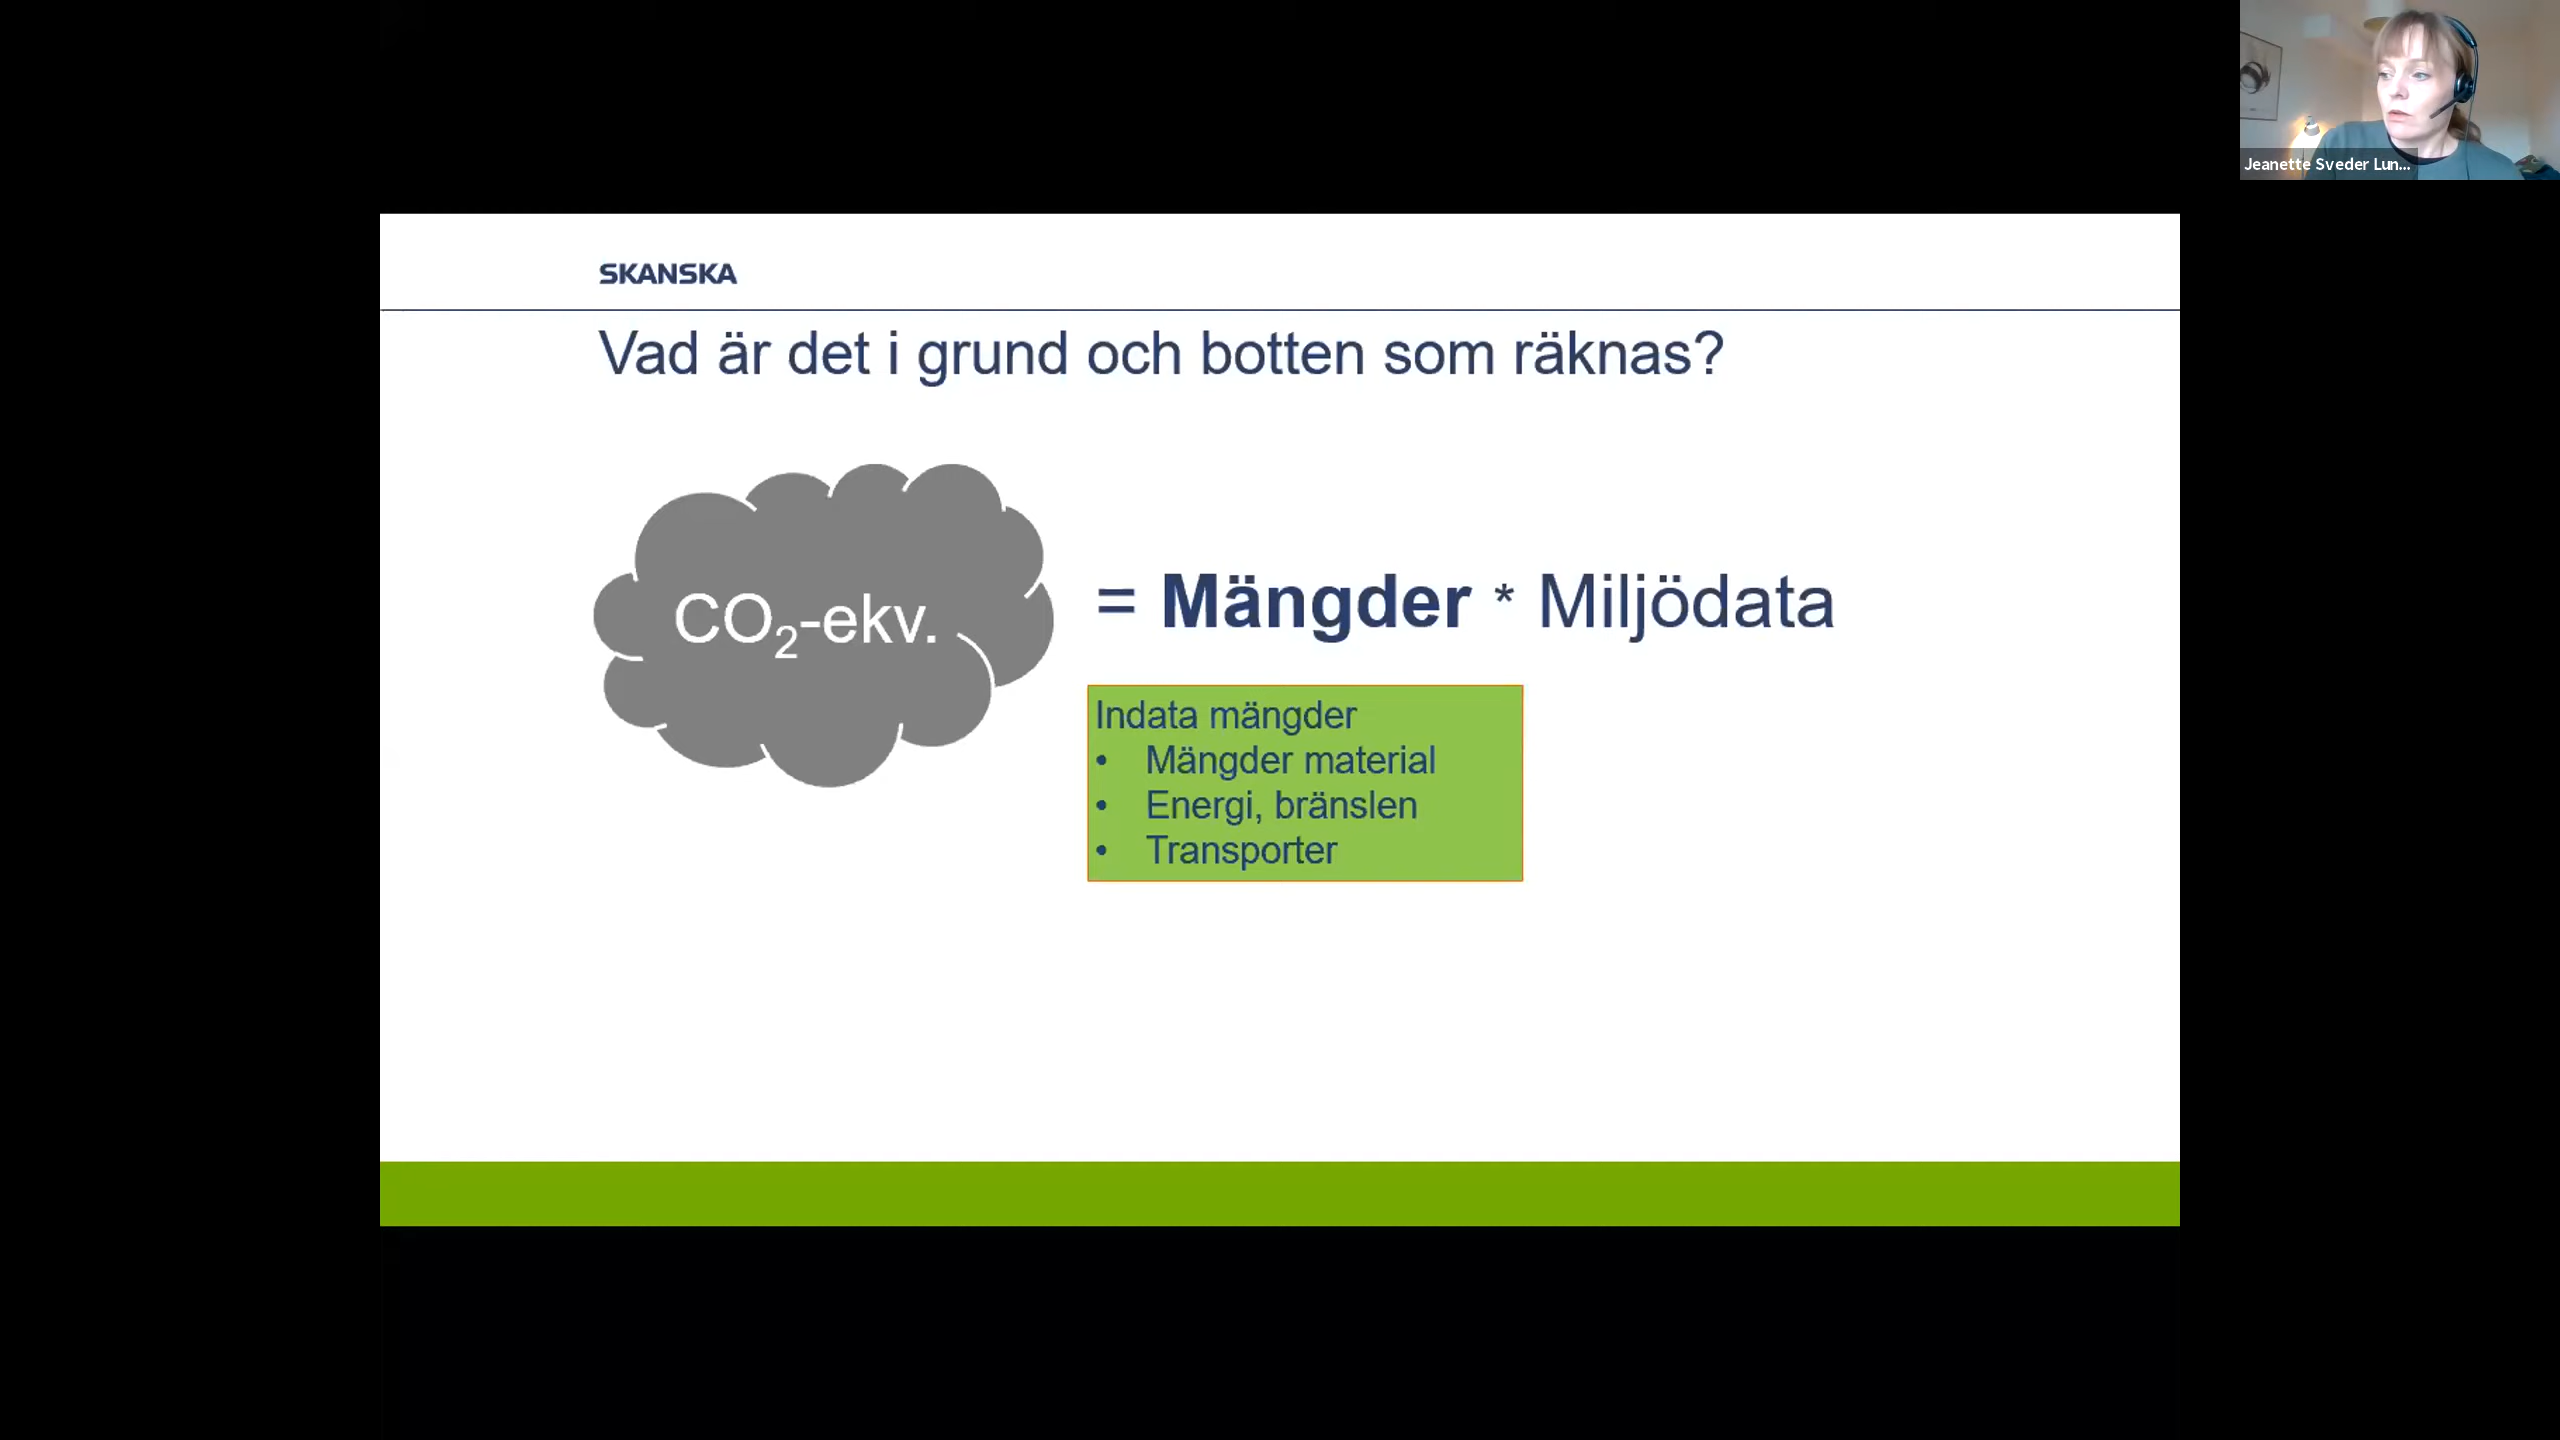 Jeanette Sveder Lun...
SKANSKA
Vad är det i grund och botten som räknas?
CO₂-ekv.
= Mängder * Miljödata
Indata mängder
• Mängder material
• Energi, bränslen
• Transporter